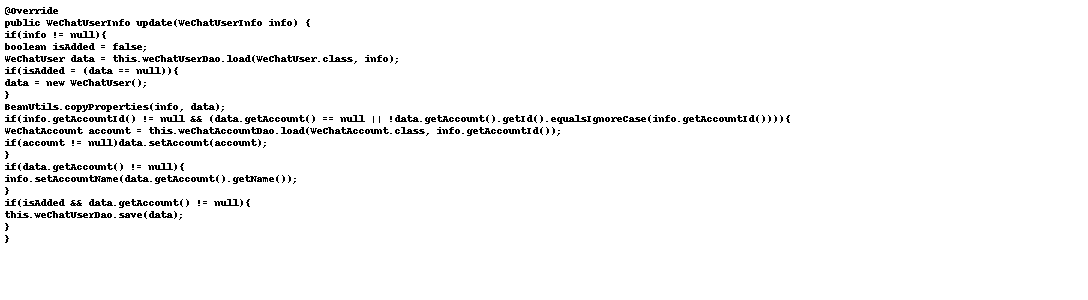 @Override
public WeChatUserInfo update(WeChatUserInfo info) {
if(info != null){
boolean isAdded = false;
WeChatUser data = this.weChatUserDao.load(WeChatUser.class, info);
if(isAdded = (data == null)){
data = new WeChatUser();
}
BeanUtils.copyProperties(info, data);
if(info.getAccountId() != null && (data.getAccount() == null || !data.getAccount().getId().equalsIgnoreCase(info.getAccountId()))){
WeChatAccount account = this.weChatAccountDao.load(WeChatAccount.class, info.getAccountId());
if(account != null)data.setAccount(account);
}
if(data.getAccount() != null){
info.setAccountName(data.getAccount().getName());
}
if(isAdded && data.getAccount() != null){
this.weChatUserDao.save(data);
}
}